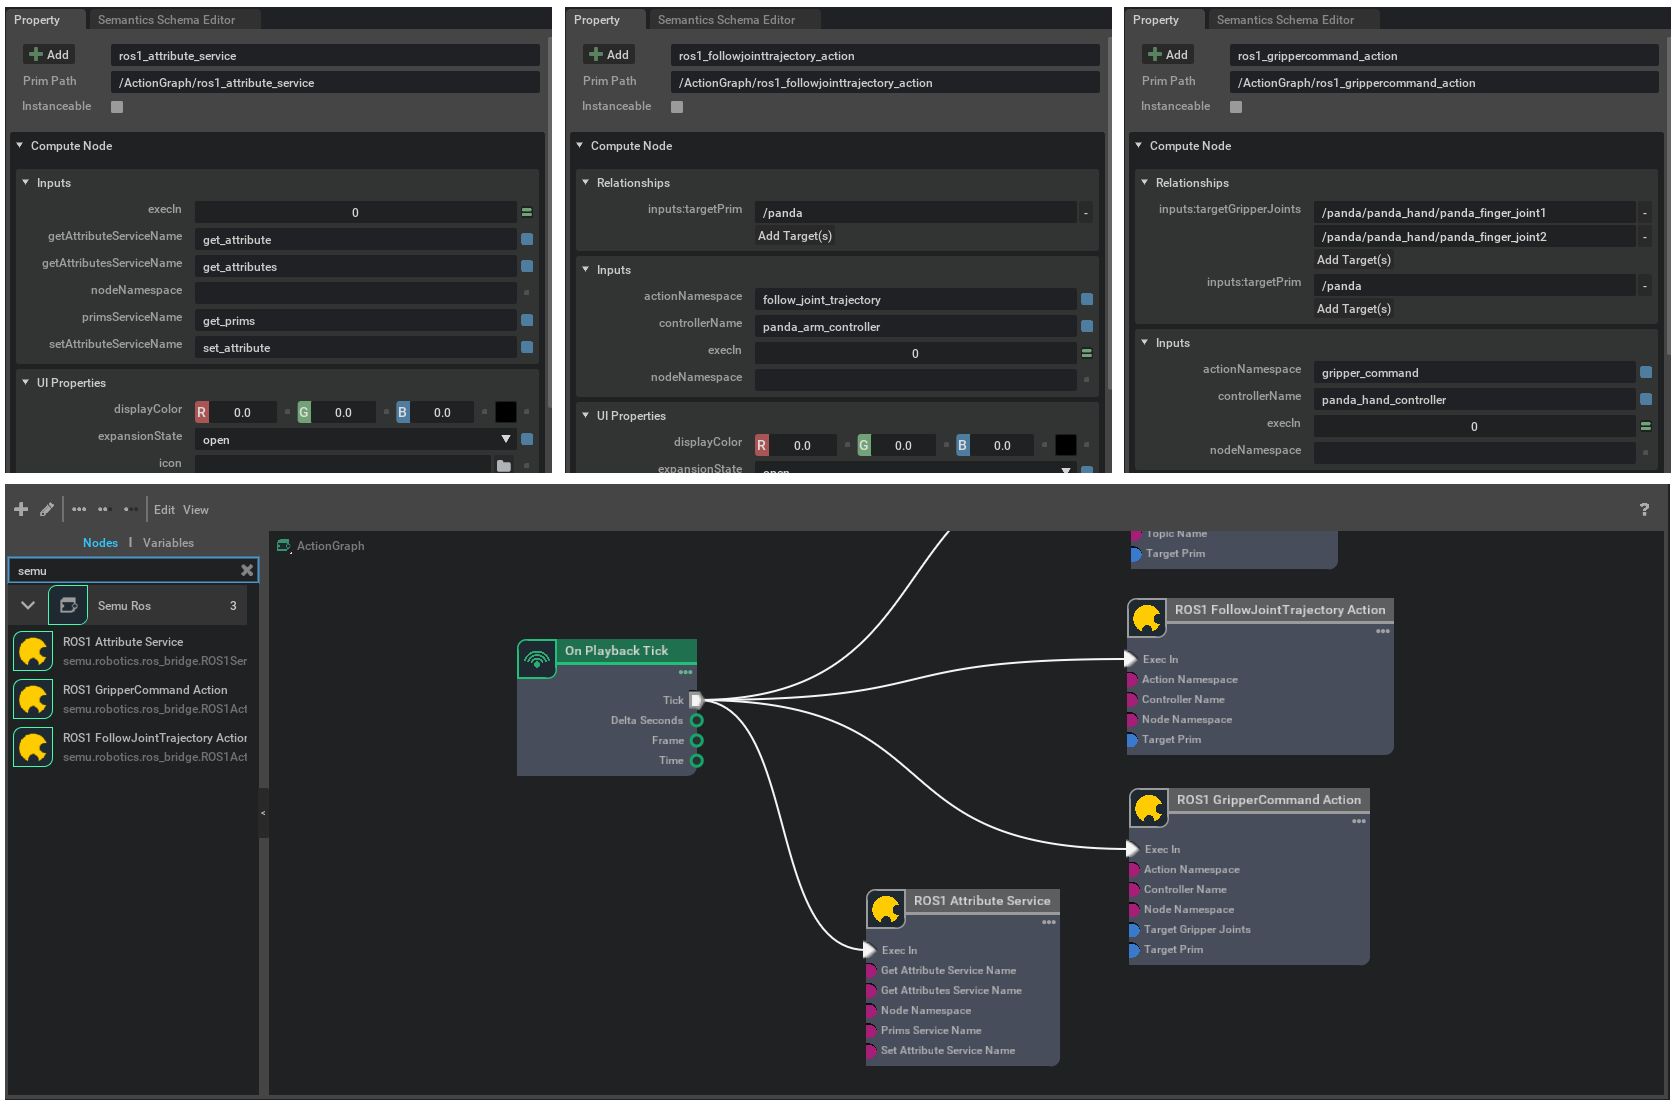 Property
Semantics Schema Editor
Add
ros1_attribute_service
Prim Path
/ActionGraph/ros1_attribute_service
Instanceable
Compute Node
Inputs
execIn
0
getAttributeServiceName
get_attribute
getAttributesServiceName
get_attributes
nodeNamespace
primsServiceName
get_prims
setAttributeServiceName
set_attribute
UI Properties
displayColor
R 0.0 G 0.0 B 0.0
expansionState
open
icon
Property
Semantics Schema Editor
Add
ros1_followjointtrajectory_action
Prim Path
/ActionGraph/ros1_followjointtrajectory_action
Instanceable
Compute Node
Relationships
inputs:targetPrim
/panda
-
Add Target(s)
Inputs
actionNamespace
follow_joint_trajectory
controllerName
panda_arm_controller
execIn
0
nodeNamespace
UI Properties
displayColor
R 0.0 G 0.0 B 0.0
expansionState
open
Property
Semantics Schema Editor
Add
ros1_grippercommand_action
Prim Path
/ActionGraph/ros1_grippercommand_action
Instanceable
Compute Node
Relationships
inputs:targetGripperJoints
/panda/panda_hand/panda_finger_joint1
-
/panda/panda_hand/panda_finger_joint2
-
Add Target(s)
inputs:targetPrim
/panda
-
Add Target(s)
Inputs
actionNamespace
gripper_command
controllerName
panda_hand_controller
execIn
0
nodeNamespace
Edit View
?
Nodes | Variables
semu
Semu Ros 3
ROS1 Attribute Service
semu.robotics.ros_bridge.ROS1Ser
ROS1 GripperCommand Action
semu.robotics.ros_bridge.ROS1Act
ROS1 FollowJointTrajectory Action
semu.robotics.ros_bridge.ROS1Act
<
ActionGraph
On Playback Tick
Tick
Delta Seconds
Frame
Time
Topic Name
Target Prim
ROS1 FollowJointTrajectory Action
Exec In
Action Namespace
Controller Name
Node Namespace
Target Prim
ROS1 GripperCommand Action
Exec In
Action Namespace
Controller Name
Node Namespace
Target Gripper Joints
Target Prim
ROS1 Attribute Service
Exec In
Get Attribute Service Name
Get Attributes Service Name
Node Namespace
Prims Service Name
Set Attribute Service Name